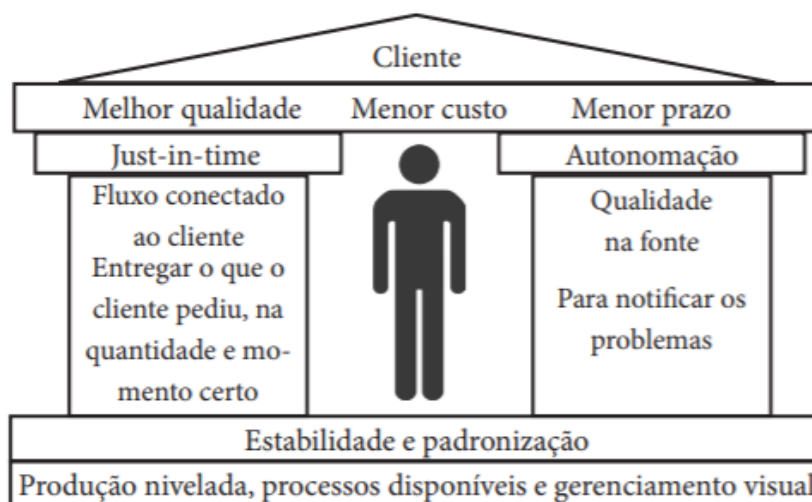 Cliente
Melhor qualidade Menor custo Menor prazo
Just-in-time
Fluxo conectado
ao cliente
Entregar o que o
cliente pediu, na
quantidade e mo-
mento certo
Autonomação
Qualidade
na fonte
Para notificar os
problemas
Estabilidade e padronização
Produção nivelada, processos disponíveis e gerenciamento visual